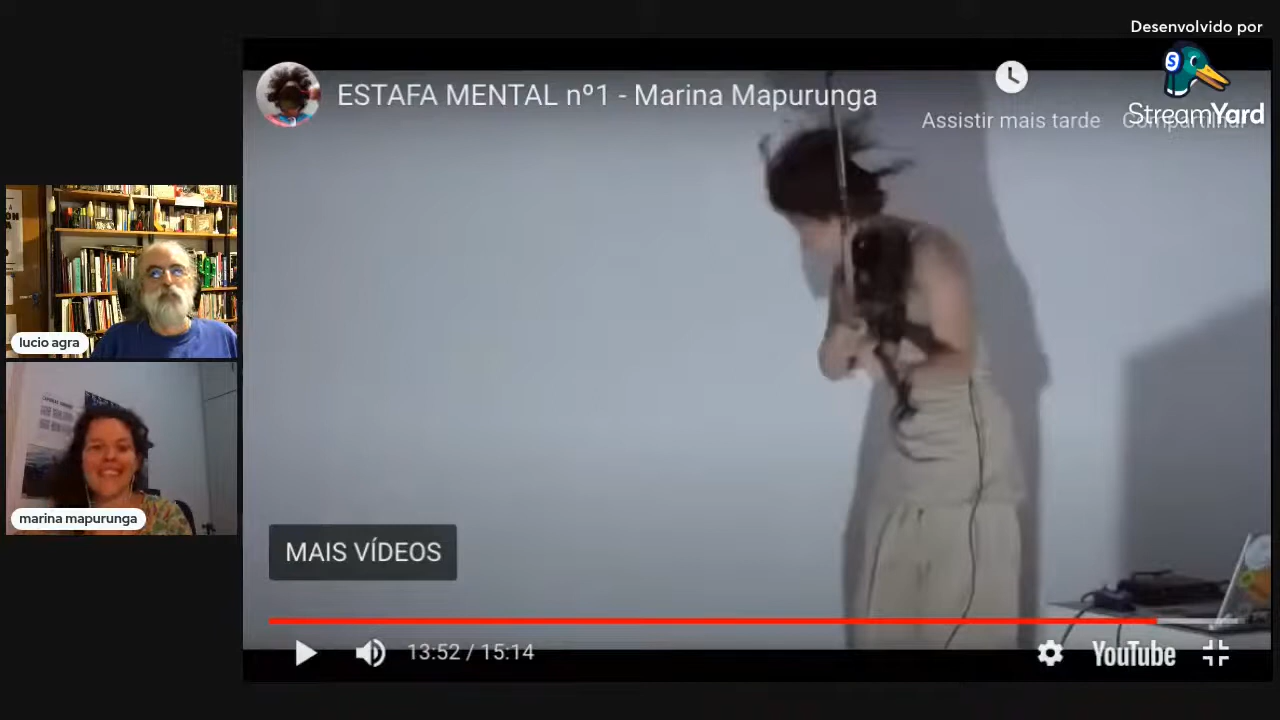 Desenvolvido por
StreamYard
ESTAFA MENTAL nº1 - Marina Mapurunga
Assistir mais tarde
Compartilhar
lucio agra
marina mapurunga
MAIS VÍDEOS
13:52 / 15:14
YouTube